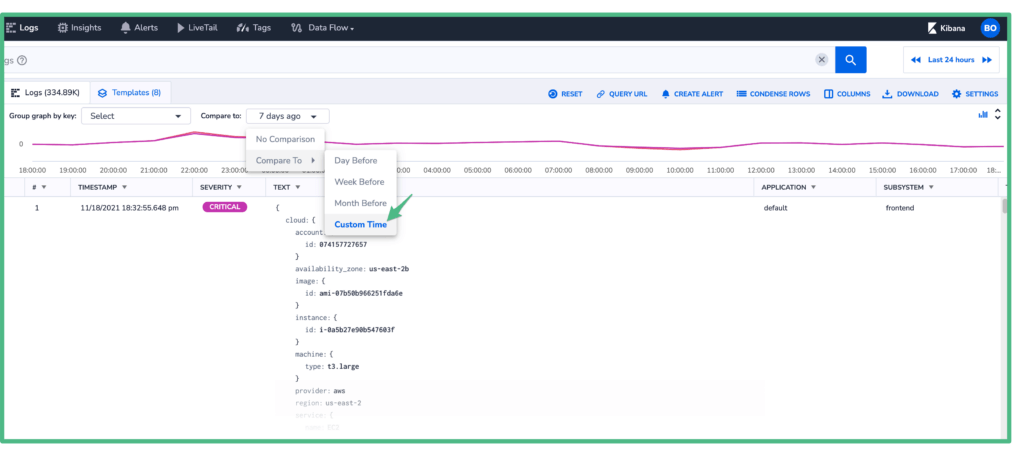 Logs Insights Alerts LiveTail Tags Data Flow Kibana BO
gs Last 24 hours
Logs (334.89K) Templates (8) RESET QUERY URL CREATE ALERT CONDENSE ROWS COLUMNS DOWNLOAD SETTINGS
Group graph by key: Select Compare to: 7 days ago
No Comparison
0
Compare To Day Before
18:00:00 19:00:00 20:00:00 21:00:00 22:00:00 23:00:00 04:00:00 05:00:00 06:00:00 07:00:00 08:00:00 09:00:00 10:00:00 11:00:00 12:00:00 13:00:00 14:00:00 15:00:00 16:00:00 17:00:00 18:...
Week Before
# TIMESTAMP SEVERITY TEXT APPLICATION SUBSYSTEM
Month Before
1 11/18/2021 18:32:55.648 pm CRITICAL { default frontend
cloud: {
Custom Time
account
id: 074157727657
}
availability_zone: us-east-2b
image: {
id: ami-07b50b966251fda6e
}
instance: {
id: i-0a5b27e90b547603f
}
machine: {
type: t3.large
}
provider: aws
region: us-east-2
service: {
name: EC2